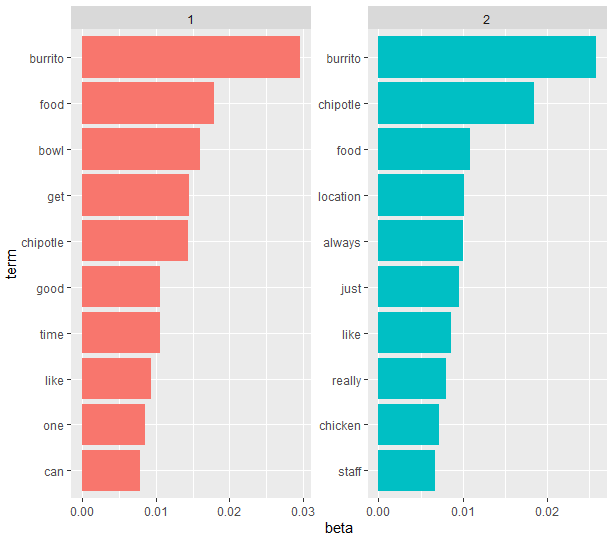 1
2
burrito
food
bowl
get
chipotle
good
time
like
one
can
burrito
chipotle
food
location
always
just
like
really
chicken
staff
term
0.00 0.01 0.02 0.03
0.00 0.01 0.02
beta